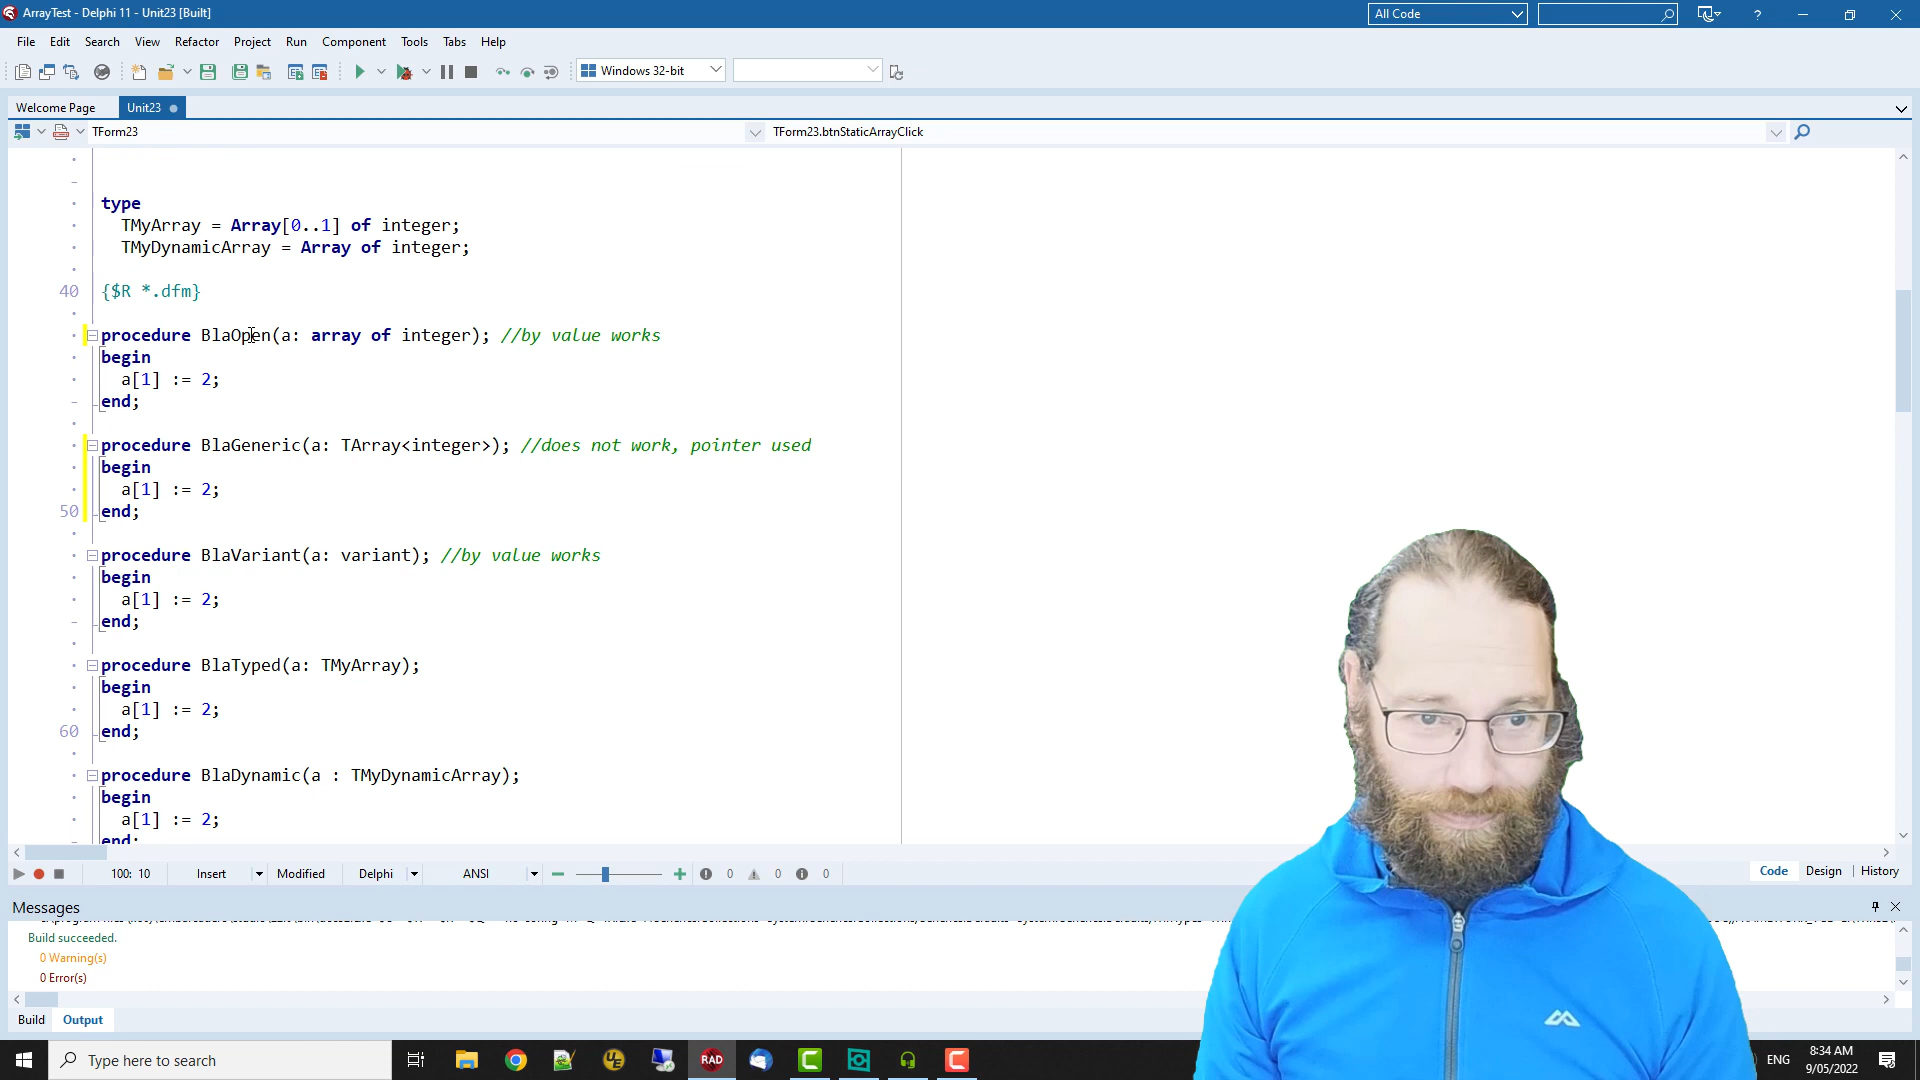 ArrayTest - Delphi 11 - Unit23 [Built]
All Code
File Edit Search View Refactor Project Run Component Tools Tabs Help
Windows 32-bit
Welcome Page Unit23
TForm23 TForm23.btnStaticArrayClick
type
TMyArray = Array[0..1] of integer;
TMyDynamicArray = Array of integer;
40 {$R *.dfm}
procedure BlaOpen(a: array of integer); //by value works
begin
a[1] := 2;
end;
procedure BlaGeneric(a: TArray<integer>); //does not work, pointer used
begin
a[1] := 2;
50 end;
procedure BlaVariant(a: variant); //by value works
begin
a[1] := 2;
end;
procedure BlaTyped(a: TMyArray);
begin
a[1] := 2;
60 end;
procedure BlaDynamic(a : TMyDynamicArray);
begin
a[1] := 2;
end;
100: 10 Insert Modified Delphi ANSI 0 0 0 Code Design History
Messages
Build succeeded.
0 Warning(s)
0 Error(s)
Build Output
Type here to search
UE
RAD
ENG
8:34 AM
9/05/2022